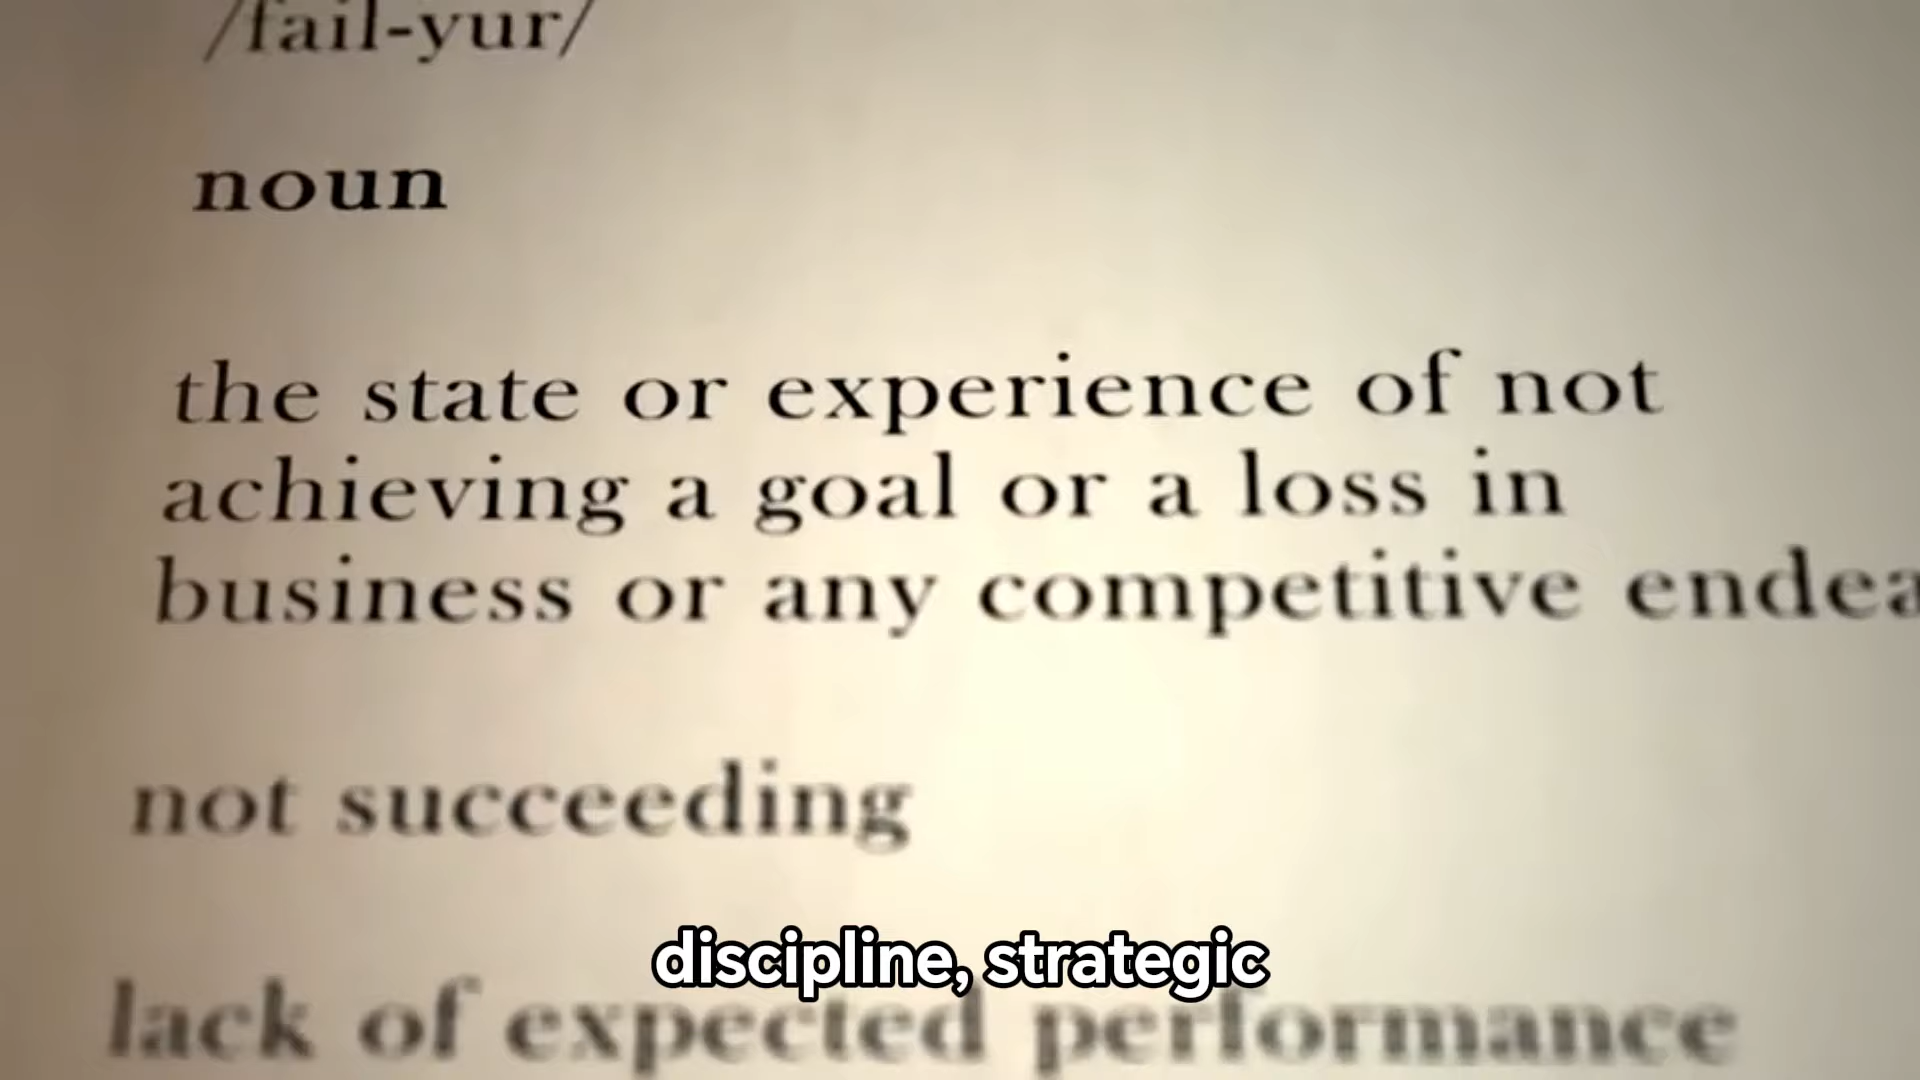 /fail-yur/
noun
the state or experience of not
achieving a goal or a loss in
business or any competitive endea
not succeeding
discipline, strategic
lack of expected performance